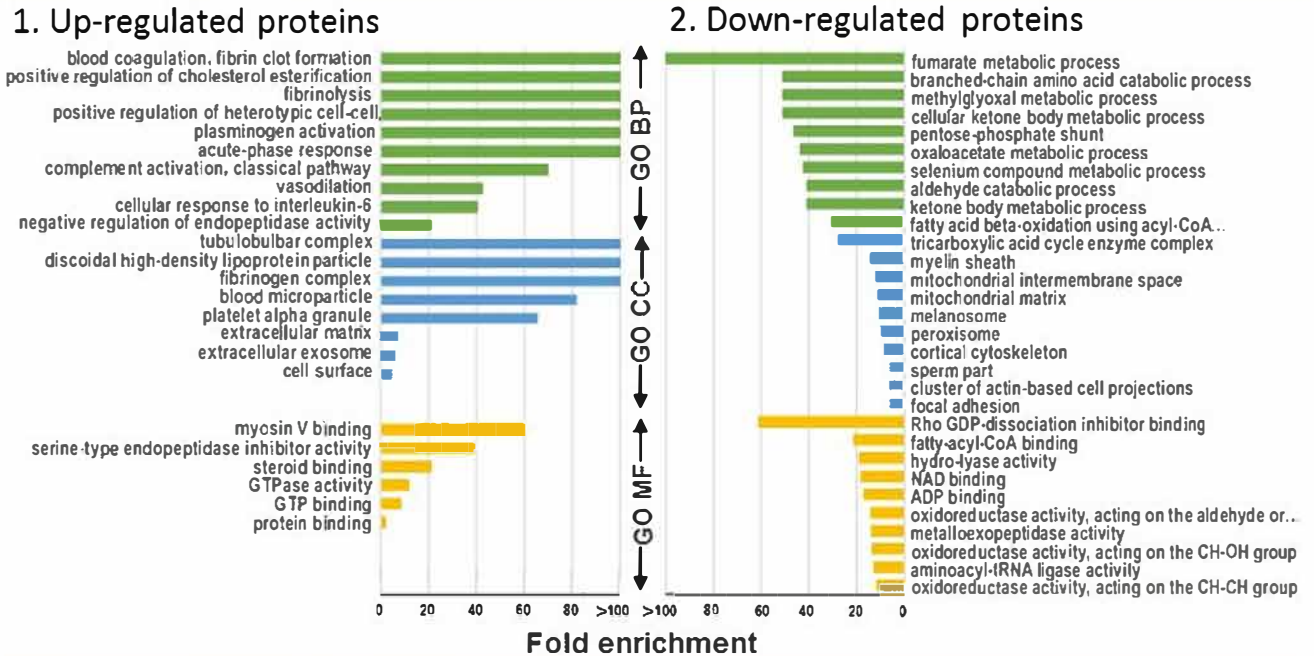 1. Up-regulated proteins
blood coagulation, fibrin clot formation
positive regulation of cholesterol esterification
fibrinolysis
positive regulation of heterotypic cell-cell
plasminogen activation
acute-phase response
complement activation, classical pathway
vasodilation
cellular response to interleukin-6
negative regulation of endopeptidase activity
tubulobulbar complex
discoidal high-density lipoprotein particle
fibrinogen complex
blood microparticle
platelet alpha granule
extracellular matrix
extracellular exosome
cell surface
myosin V binding
serine-type endopeptidase inhibitor activity
steroid binding
GTPase activity
GTP binding
protein binding
0 20 40 60 80 >100
GO BP
GO CC
GO MF
2. Down-regulated proteins
fumarate metabolic process
branched-chain amino acid catabolic process
methylglyoxal metabolic process
cellular ketone body metabolic process
pentose-phosphate shunt
oxaloacetate metabolic process
selenium compound metabolic process
aldehyde catabolic process
ketone body metabolic process
fatty acid beta-oxidation using acyl-CoA...
tricarboxylic acid cycle enzyme complex
myelin sheath
mitochondrial intermembrane space
mitochondrial matrix
melanosome
peroxisome
cortical cytoskeleton
sperm part
cluster of actin-based cell projections
focal adhesion
Rho GDP-dissociation inhibitor binding
fatty-acyl-CoA binding
hydro-lyase activity
NAD binding
ADP binding
oxidoreductase activity, acting on the aldehyde or...
metalloexopeptidase activity
oxidoreductase activity, acting on the CH-OH group
aminoacyl-tRNA ligase activity
oxidoreductase activity, acting on the CH-CH group
>100 80 60 40 20 0
Fold enrichment